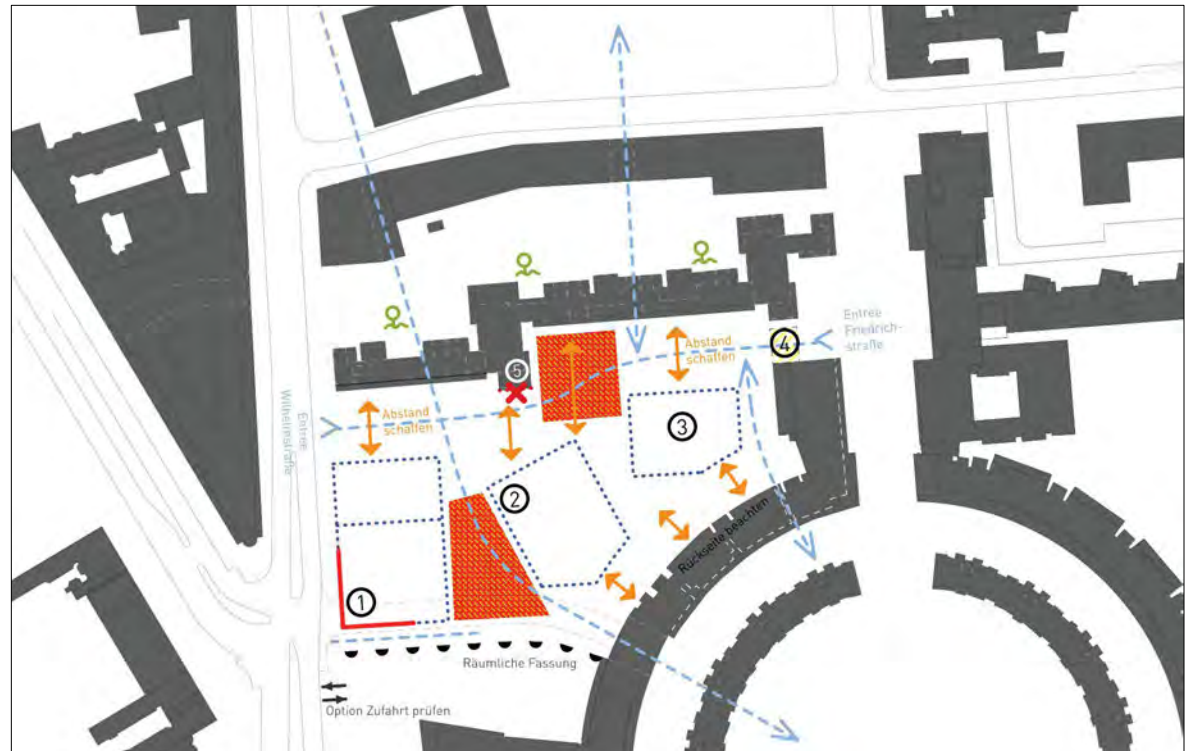 Entree
Friedrich-
-straße
4
Abstand
schaffen
5
Abstand
schaffen
Entree
Wilhelmstraße
3
2
Rückseite beachten
1
Räumliche Fassung
Option Zufahrt prüfen